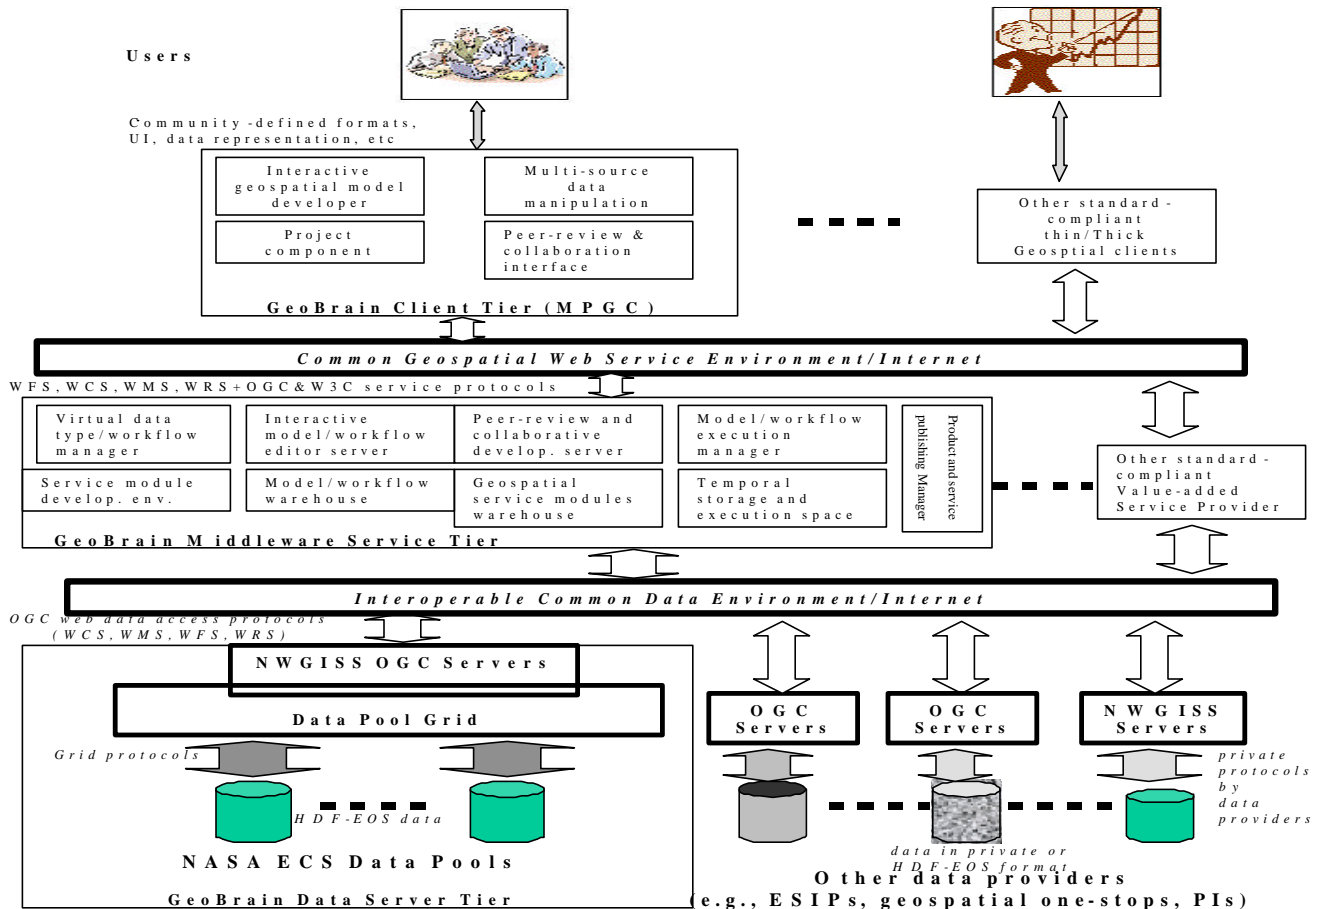 Users
Community-defined formats,
UI, data representation, etc
Interactive
geospatial model
developer
Multi-source
data
manipulation
Project
component
Peer-review &
collaboration
interface
GeoBrain Client Tier (MPGC)
Other standard-
compliant
thin/Thick
Geosptial clients
Common Geospatial Web Service Environment/Internet
WFS, WCS, WMS, WRS+OGC&W3C service protocols
Virtual data
type/workflow
manager
Interactive
model/workflow
editor server
Peer-review and
collaborative
develop. server
Model/workflow
execution
manager
Product and service
publishing Manager
Service module
develop. env.
Model/workflow
warehouse
Geospatial
service modules
warehouse
Temporal
storage and
execution space
GeoBrain Middleware Service Tier
Other standard-
compliant
Value-added
Service Provider
Interoperable Common Data Environment/Internet
OGC web data access protocols
(WCS, WMS, WFS, WRS)
NWGISS OGC Servers
Data Pool Grid
Grid protocols
HDF-EOS data
NASA ECS Data Pools
GeoBrain Data Server Tier
OGC
Servers
OGC
Servers
NWGISS
Servers
private
protocols
by
data
providers
data in private or
HDF-EOS format
Other data providers
(e.g., ESIPs, geospatial one-stops, PIs)